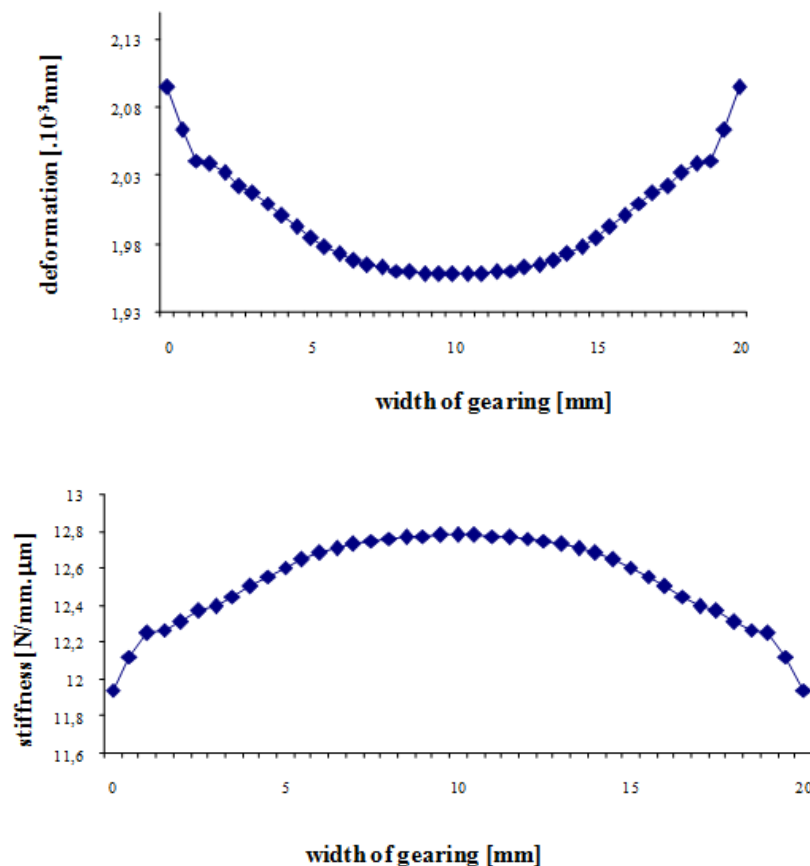 2,13
2,08
2,03
1,98
1,93
deformation [.10⁻³mm]
0 5 10 15 20
width of gearing [mm]
13
12,8
12,6
12,4
12,2
12
11,8
11,6
stiffness [N/mm.µm]
0 5 10 15 20
width of gearing [mm]